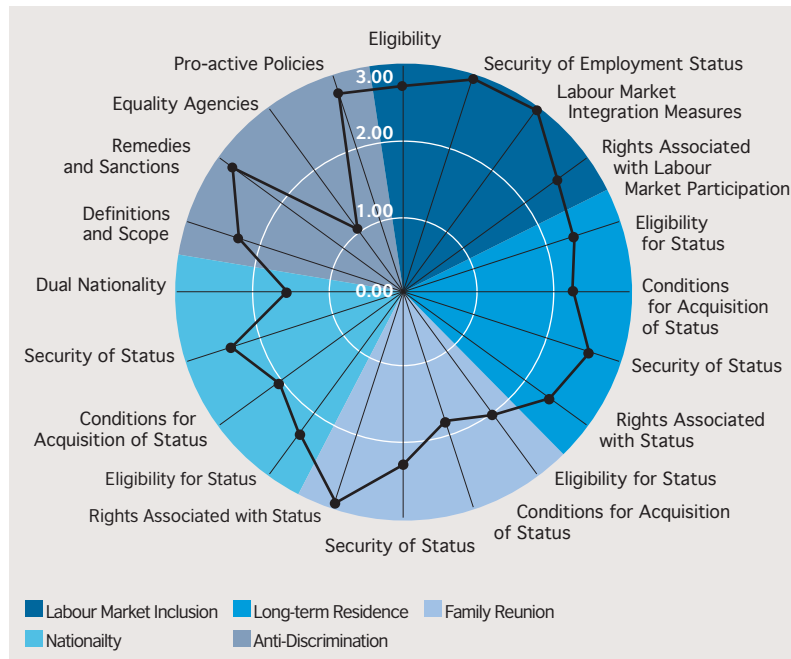 Eligibility
Security of Employment Status
Labour Market
Integration Measures
Rights Associated
with Labour
Market Participation
Eligibility
for Status
Conditions
for Acquisition
of Status
Security of Status
Rights Associated
with Status
Eligibility for Status
Conditions for Acquisition
of Status
Security of Status
Rights Associated with Status
Eligibility for Status
Conditions for
Acquisition of Status
Security of Status
Dual Nationality
Definitions
and Scope
Remedies
and Sanctions
Equality Agencies
Pro-active Policies
3.00
2.00
1.00
0.00
Labour Market Inclusion
Long-term Residence
Family Reunion
Nationailty
Anti-Discrimination